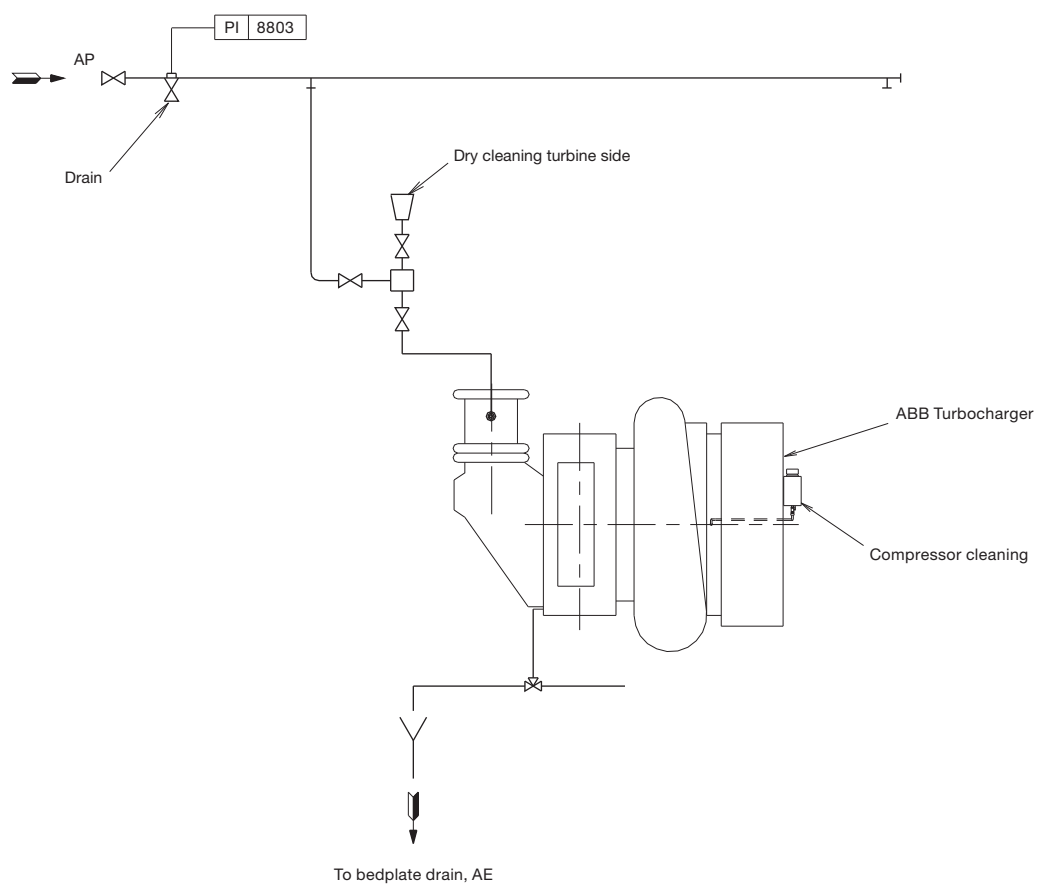 PI 8803
AP
Drain
Dry cleaning turbine side
ABB Turbocharger
Compressor cleaning
To bedplate drain, AE